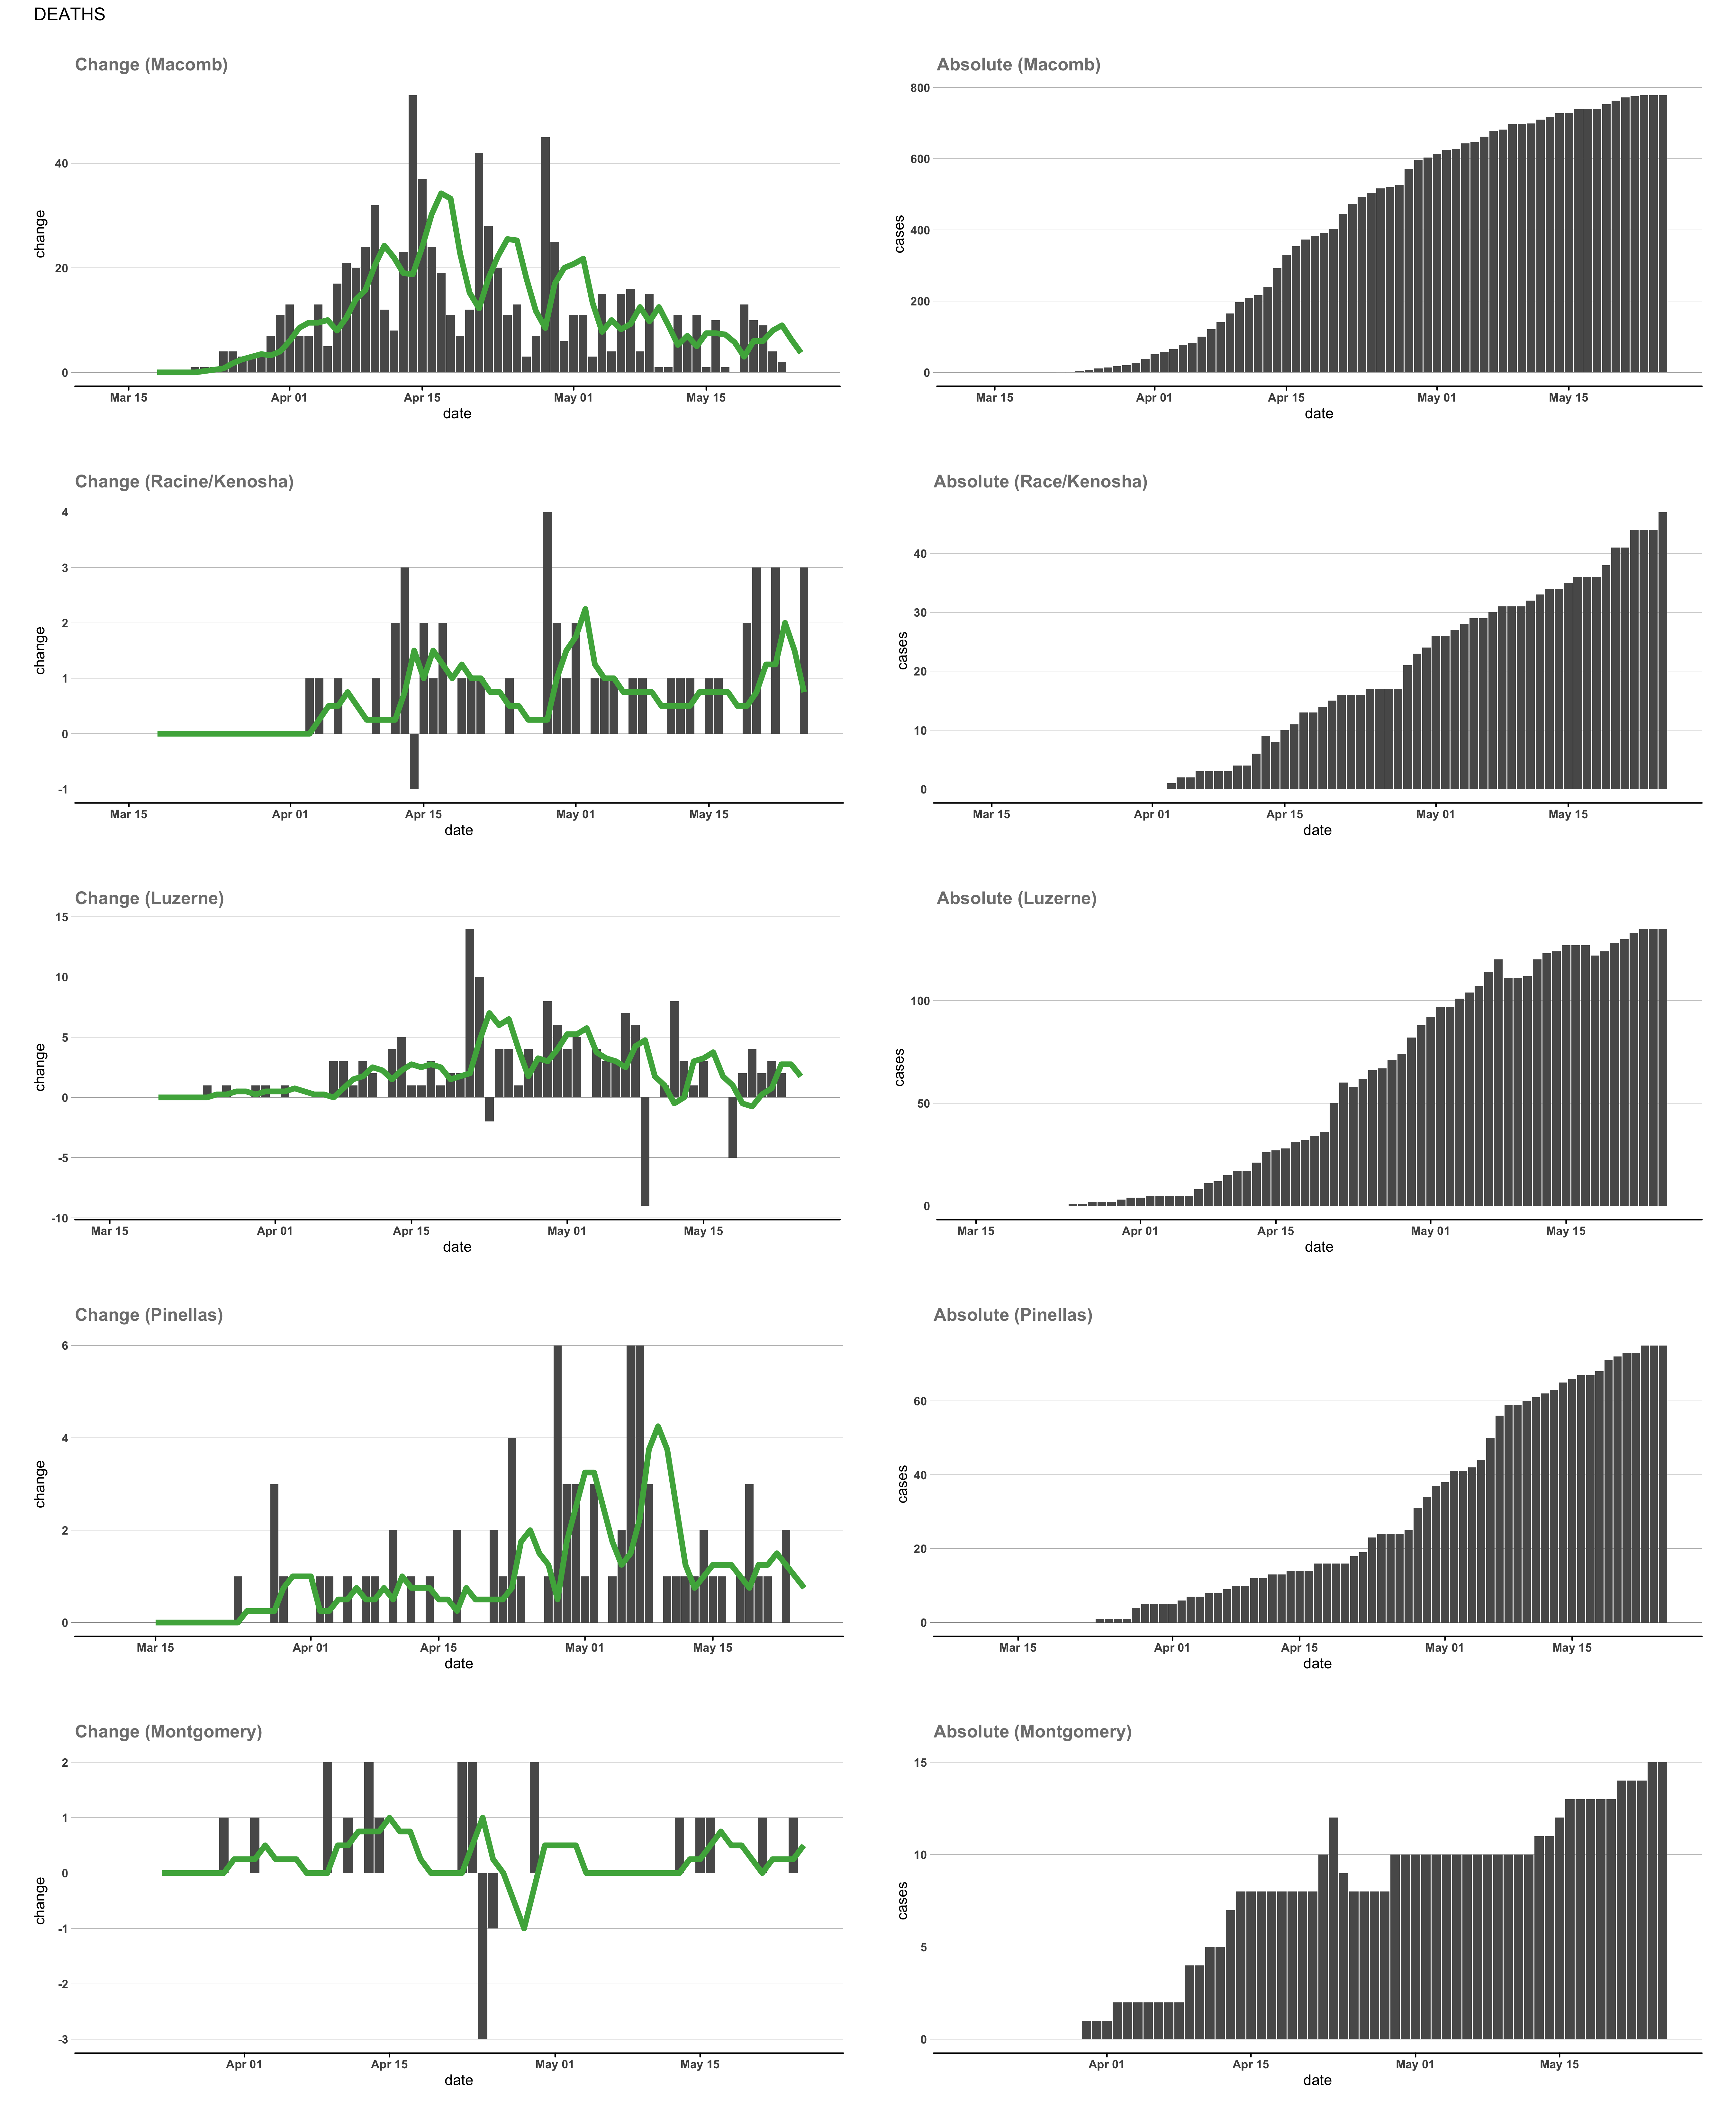 DEATHS
Change (Macomb)
change
40
20
0
Mar 15 Apr 01 Apr 15 May 01 May 15
date
Absolute (Macomb)
cases
800
600
400
200
0
Mar 15 Apr 01 Apr 15 May 01 May 15
date
Change (Racine/Kenosha)
change
4
3
2
1
0
-1
Mar 15 Apr 01 Apr 15 May 01 May 15
date
Absolute (Race/Kenosha)
cases
40
30
20
10
0
Mar 15 Apr 01 Apr 15 May 01 May 15
date
Change (Luzerne)
change
15
10
5
0
-5
-10
Mar 15 Apr 01 Apr 15 May 01 May 15
date
Absolute (Luzerne)
cases
100
50
0
Mar 15 Apr 01 Apr 15 May 01 May 15
date
Change (Pinellas)
change
6
4
2
0
Mar 15 Apr 01 Apr 15 May 01 May 15
date
Absolute (Pinellas)
cases
60
40
20
0
Mar 15 Apr 01 Apr 15 May 01 May 15
date
Change (Montgomery)
change
2
1
0
-1
-2
-3
Apr 01 Apr 15 May 01 May 15
date
Absolute (Montgomery)
cases
15
10
5
0
Apr 01 Apr 15 May 01 May 15
date